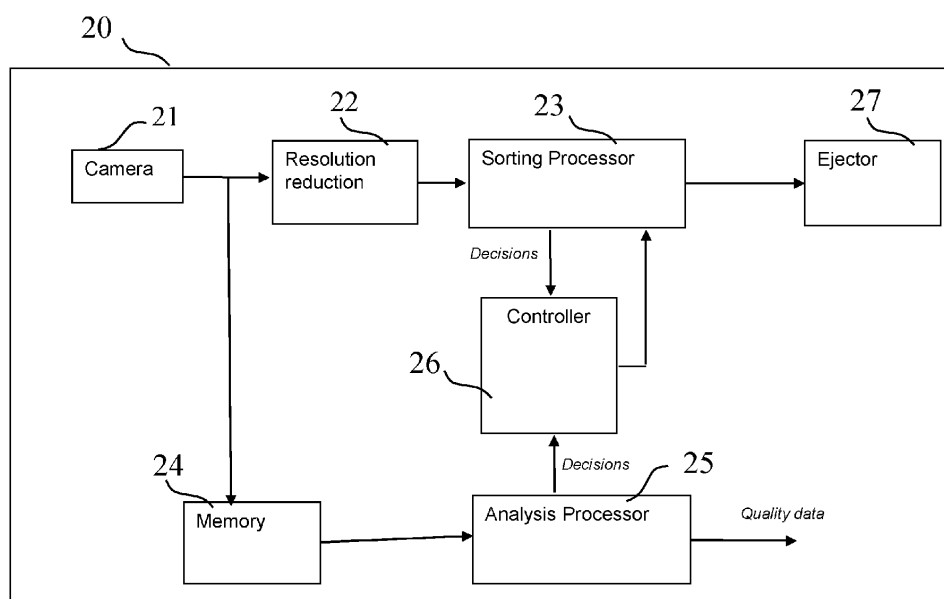 20
21
22
23
27
Camera
Resolution
reduction
Sorting Processor
Ejector
Decisions
Controller
26
Decisions
25
24
Memory
Analysis Processor
Quality data